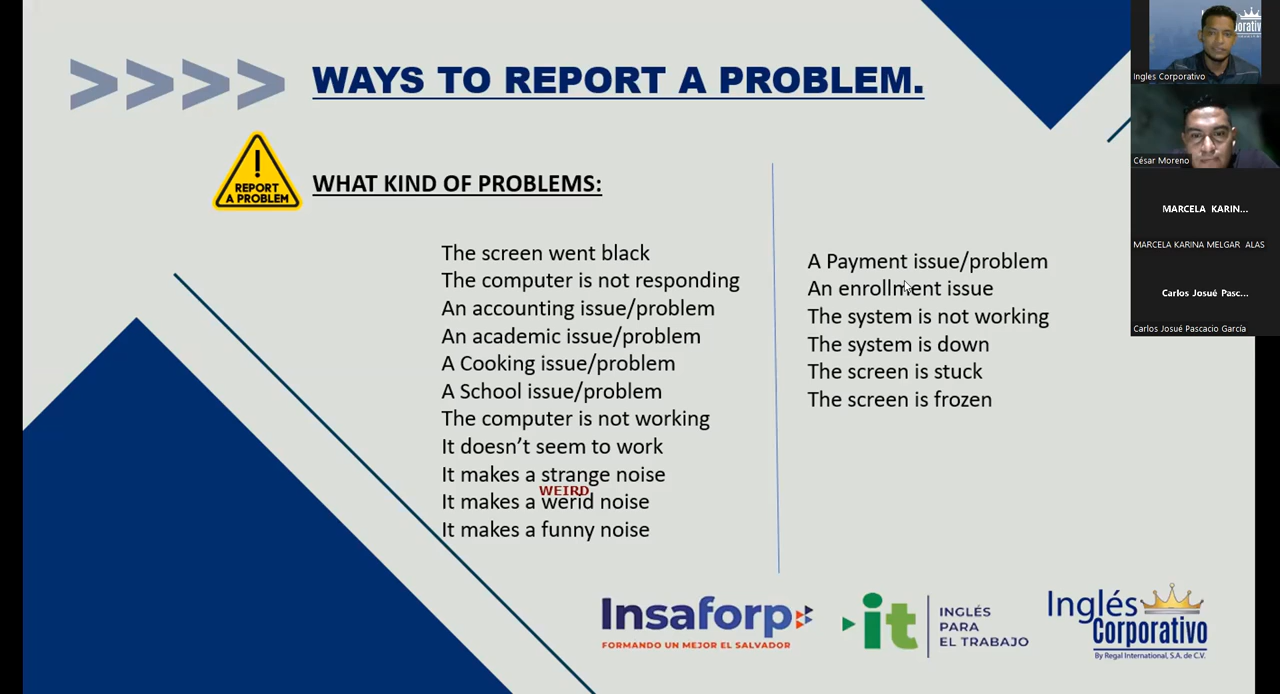 WAYS TO REPORT A PROBLEM.
REPORT
A PROBLEM
WHAT KIND OF PROBLEMS:
The screen went black
The computer is not responding
An accounting issue/problem
An academic issue/problem
A Cooking issue/problem
A School issue/problem
The computer is not working
It doesn’t seem to work
It makes a strange noise
WEIRD
It makes a werid noise
It makes a funny noise
A Payment issue/problem
An enrollment issue
The system is not working
The system is down
The screen is stuck
The screen is frozen
Insaforp
FORMANDO UN MEJOR EL SALVADOR
it
INGLÉS
PARA
EL TRABAJO
Inglés
Corporativo
By Regal International, S.A. de C.V.
orporativo
Ingles Corporativo
César Moreno
MARCELA KARIN...
MARCELA KARINA MELGAR ALAS
Carlos Josué Pasc...
Carlos Josué Pascacio García